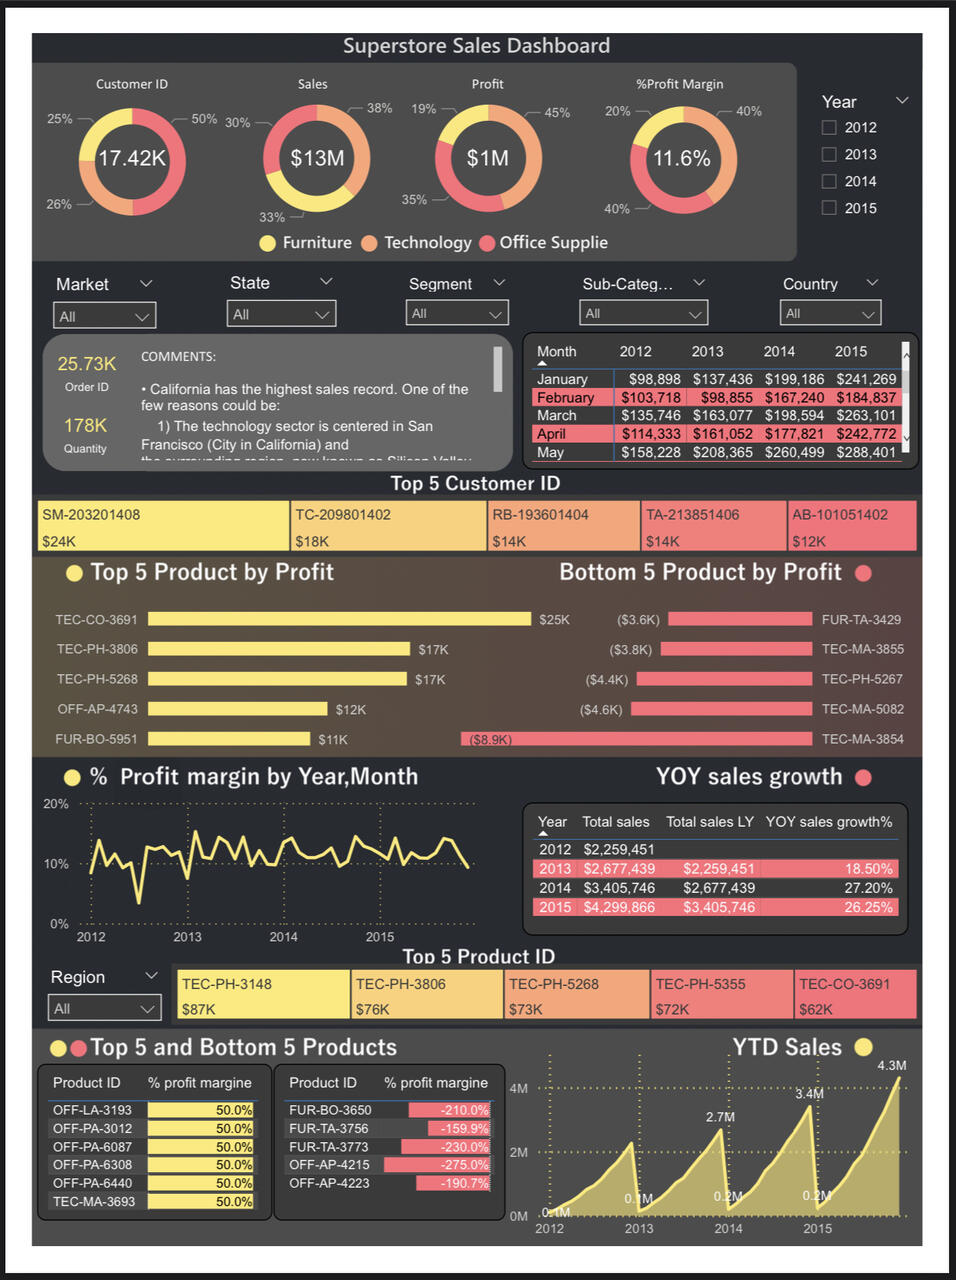 Superstore Sales Dashboard
Customer ID
Sales
Profit
%Profit Margin
25%
50%
26%
17.42K
30%
38%
33%
$13M
19%
45%
35%
$1M
20%
40%
40%
11.6%
Furniture Technology Office Supplie
Year
2012
2013
2014
2015
Market
All
State
All
Segment
All
Sub-Categ...
All
Country
All
25.73K
Order ID
178K
Quantity
COMMENTS:
• California has the highest sales record. One of the
few reasons could be:
1) The technology sector is centered in San
Francisco (City in California) and
the surrounding region, now known as Silicon Valley
Month 2012 2013 2014 2015
January $98,898 $137,436 $199,186 $241,269
February $103,718 $98,855 $167,240 $184,837
March $135,746 $163,077 $198,594 $263,101
April $114,333 $161,052 $177,821 $242,772
May $158,228 $208,365 $260,499 $288,401
Top 5 Customer ID
SM-203201408
$24K
TC-209801402
$18K
RB-193601404
$14K
TA-213851406
$14K
AB-101051402
$12K
Top 5 Product by Profit
TEC-CO-3691 $25K
TEC-PH-3806 $17K
TEC-PH-5268 $17K
OFF-AP-4743 $12K
FUR-BO-5951 $11K
Bottom 5 Product by Profit
($3.6K) FUR-TA-3429
($3.8K) TEC-MA-3855
($4.4K) TEC-PH-5267
($4.6K) TEC-MA-5082
($8.9K) TEC-MA-3854
% Profit margin by Year,Month
20%
10%
0%
2012 2013 2014 2015
YOY sales growth
Year Total sales Total sales LY YOY sales growth%
2012 $2,259,451
2013 $2,677,439 $2,259,451 18.50%
2014 $3,405,746 $2,677,439 27.20%
2015 $4,299,866 $3,405,746 26.25%
Top 5 Product ID
Region
All
TEC-PH-3148
$87K
TEC-PH-3806
$76K
TEC-PH-5268
$73K
TEC-PH-5355
$72K
TEC-CO-3691
$62K
Top 5 and Bottom 5 Products
Product ID % profit margine
OFF-LA-3193 50.0%
OFF-PA-3012 50.0%
OFF-PA-6087 50.0%
OFF-PA-6308 50.0%
OFF-PA-6440 50.0%
TEC-MA-3693 50.0%
Product ID % profit margine
FUR-BO-3650 -210.0%
FUR-TA-3756 -159.9%
FUR-TA-3773 -230.0%
OFF-AP-4215 -275.0%
OFF-AP-4223 -190.7%
YTD Sales
4.3M
4M
3.4M
2.7M
2M
0.1M
0.1M
0.2M
0.2M
0M
2012 2013 2014 2015